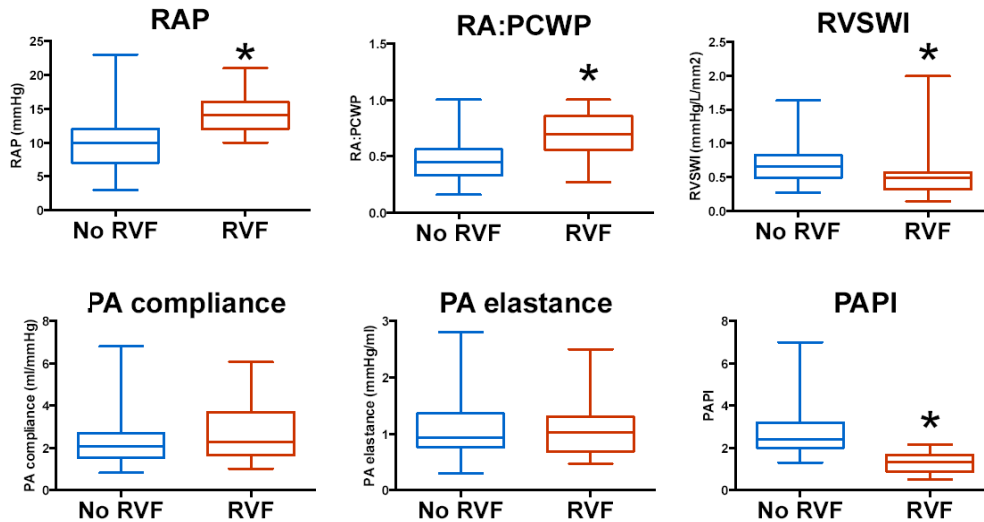 RAP
RAP (mmHg)
25
20
15
10
5
0
*
No RVF
RVF
RA:PCWP
RA:PCWP
1.5
1.0
0.5
0.0
*
No RVF
RVF
RVSWI
RVSWI (mmHg/L/mm2)
2.5
2.0
1.5
1.0
0.5
0.0
*
No RVF
RVF
PA compliance
PA compliance (ml/mmHg)
8
6
4
2
0
No RVF
RVF
PA elastance
PA elastance (mmHg/ml)
3
2
1
0
No RVF
RVF
PAPI
PAPI
8
6
4
2
0
*
No RVF
RVF